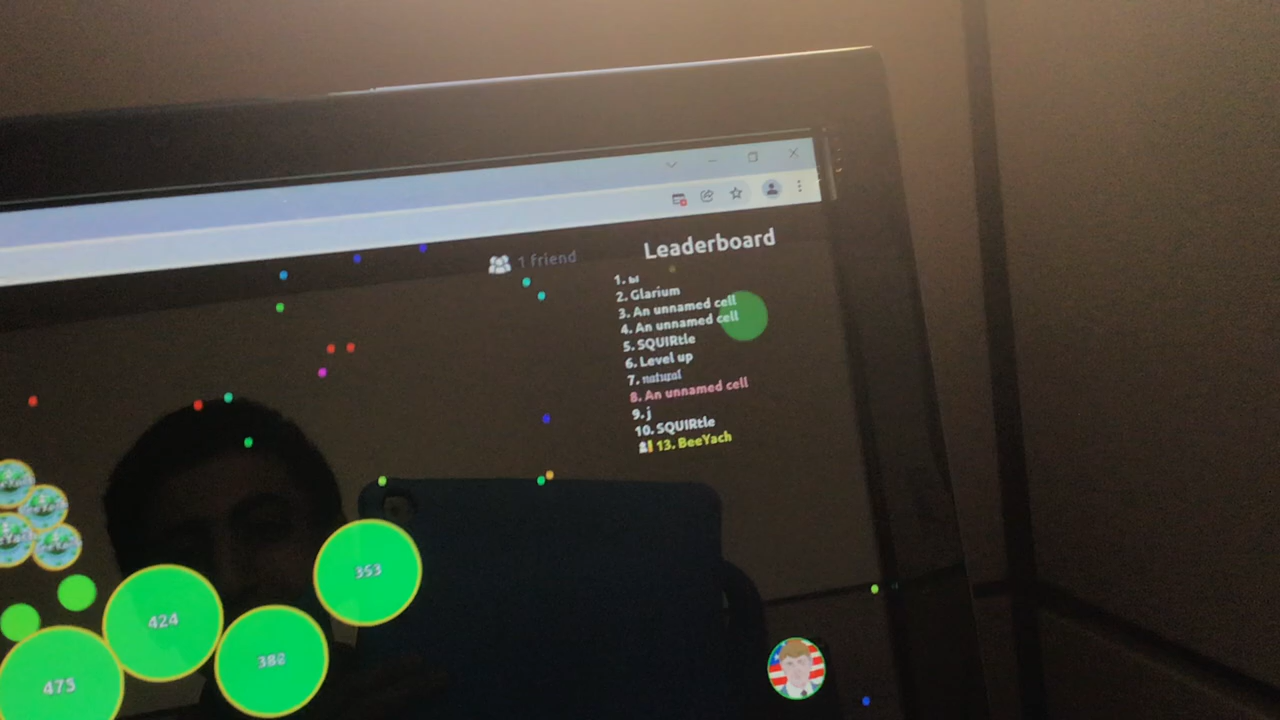 1 friend
Leaderboard
1. ы
2. Glarium
3. An unnamed cell
4. An unnamed cell
5. SQUIRtle
6. Level up
7. natural
8. An unnamed cell
9. j
10. SQUIRtle
13. BeeYach
353
424
380
475